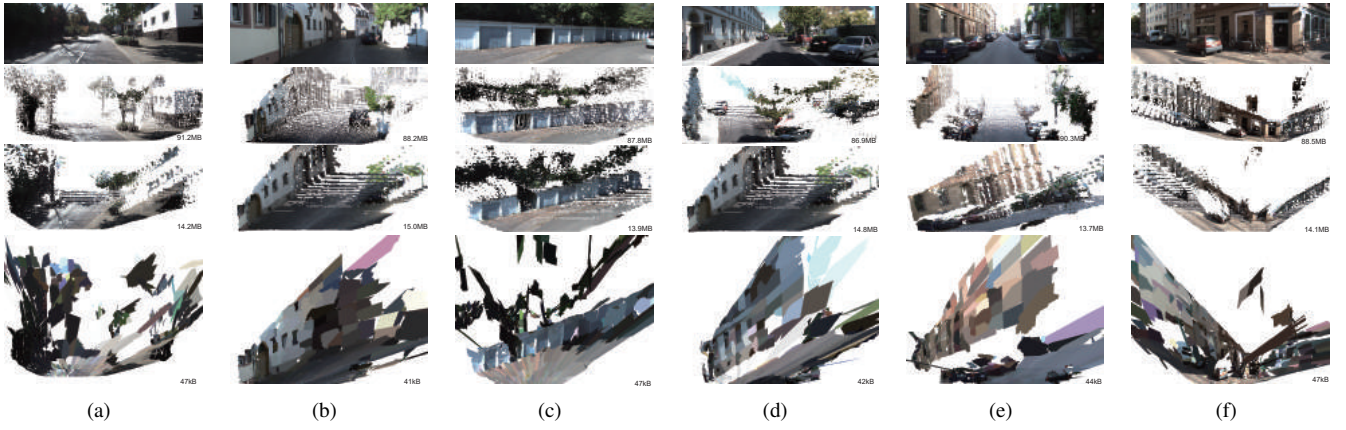 91.2MB
88.2MB
87.8MB
86.9MB
90.3MB
88.5MB
14.2MB
15.0MB
13.9MB
14.8MB
13.7MB
14.1MB
47kB
41kB
47kB
42kB
44kB
47kB
(a) (b) (c) (d) (e) (f)